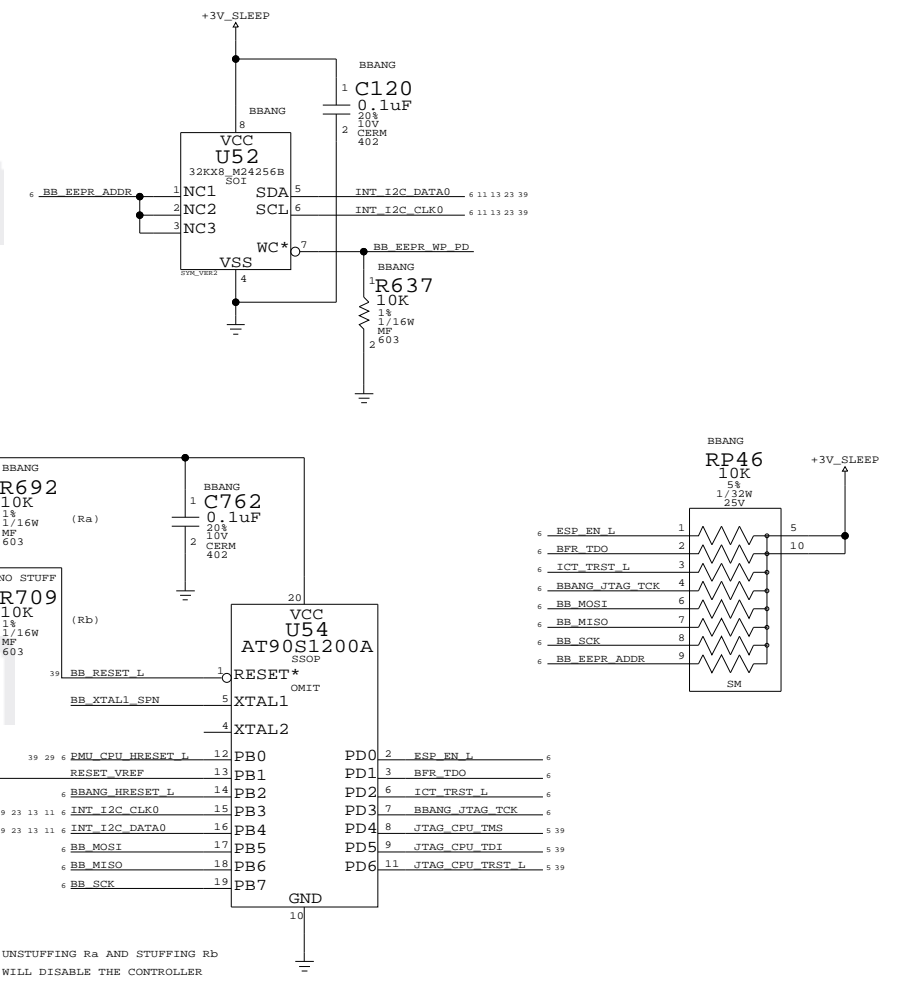 +3V_SLEEP
BBANG
1 C120
0.1uF
20%
10V
CERM
402
2
BBANG
8
VCC
U52
32KX8_M24256B
SOI
6 BB_EEPR_ADDR 1 NC1 SDA 5 INT_I2C_DATA0 6 11 13 23 39
2 NC2 SCL 6 INT_I2C_CLK0 6 11 13 23 39
3 NC3
WC* 7 BB_EEPR_WP_PD
VSS
SYM_VER2
4
BBANG
1 R637
10K
1%
1/16W
MF
603
2
BBANG
RP46
10K
5%
1/32W
25V
+3V_SLEEP
6 ESP_EN_L 1 5
6 BFR_TDO 2 10
6 ICT_TRST_L 3
6 BBANG_JTAG_TCK 4
6 BB_MOSI 6
6 BB_MISO 7
6 BB_SCK 8
6 BB_EEPR_ADDR 9
SM
BBANG
R692
10K
1%
1/16W
MF
603
(Ra)
BBANG
1 C762
0.1uF
20%
10V
CERM
402
2
NO STUFF
R709
10K
1%
1/16W
MF
603
(Rb)
20
VCC
U54
AT90S1200A
SSOP
OMIT
39 BB_RESET_L 1 RESET*
BB_XTAL1_SPN 5 XTAL1
4 XTAL2
39 29 6 PMU_CPU_HRESET_L 12 PB0 PD0 2 ESP_EN_L 6
RESET_VREF 13 PB1 PD1 3 BFR_TDO 6
6 BBANG_HRESET_L 14 PB2 PD2 6 ICT_TRST_L 6
9 23 13 11 6 INT_I2C_CLK0 15 PB3 PD3 7 BBANG_JTAG_TCK 6
9 23 13 11 6 INT_I2C_DATA0 16 PB4 PD4 8 JTAG_CPU_TMS 5 39
6 BB_MOSI 17 PB5 PD5 9 JTAG_CPU_TDI 5 39
6 BB_MISO 18 PB6 PD6 11 JTAG_CPU_TRST_L 5 39
6 BB_SCK 19 PB7
GND
10
UNSTUFFING Ra AND STUFFING Rb
WILL DISABLE THE CONTROLLER